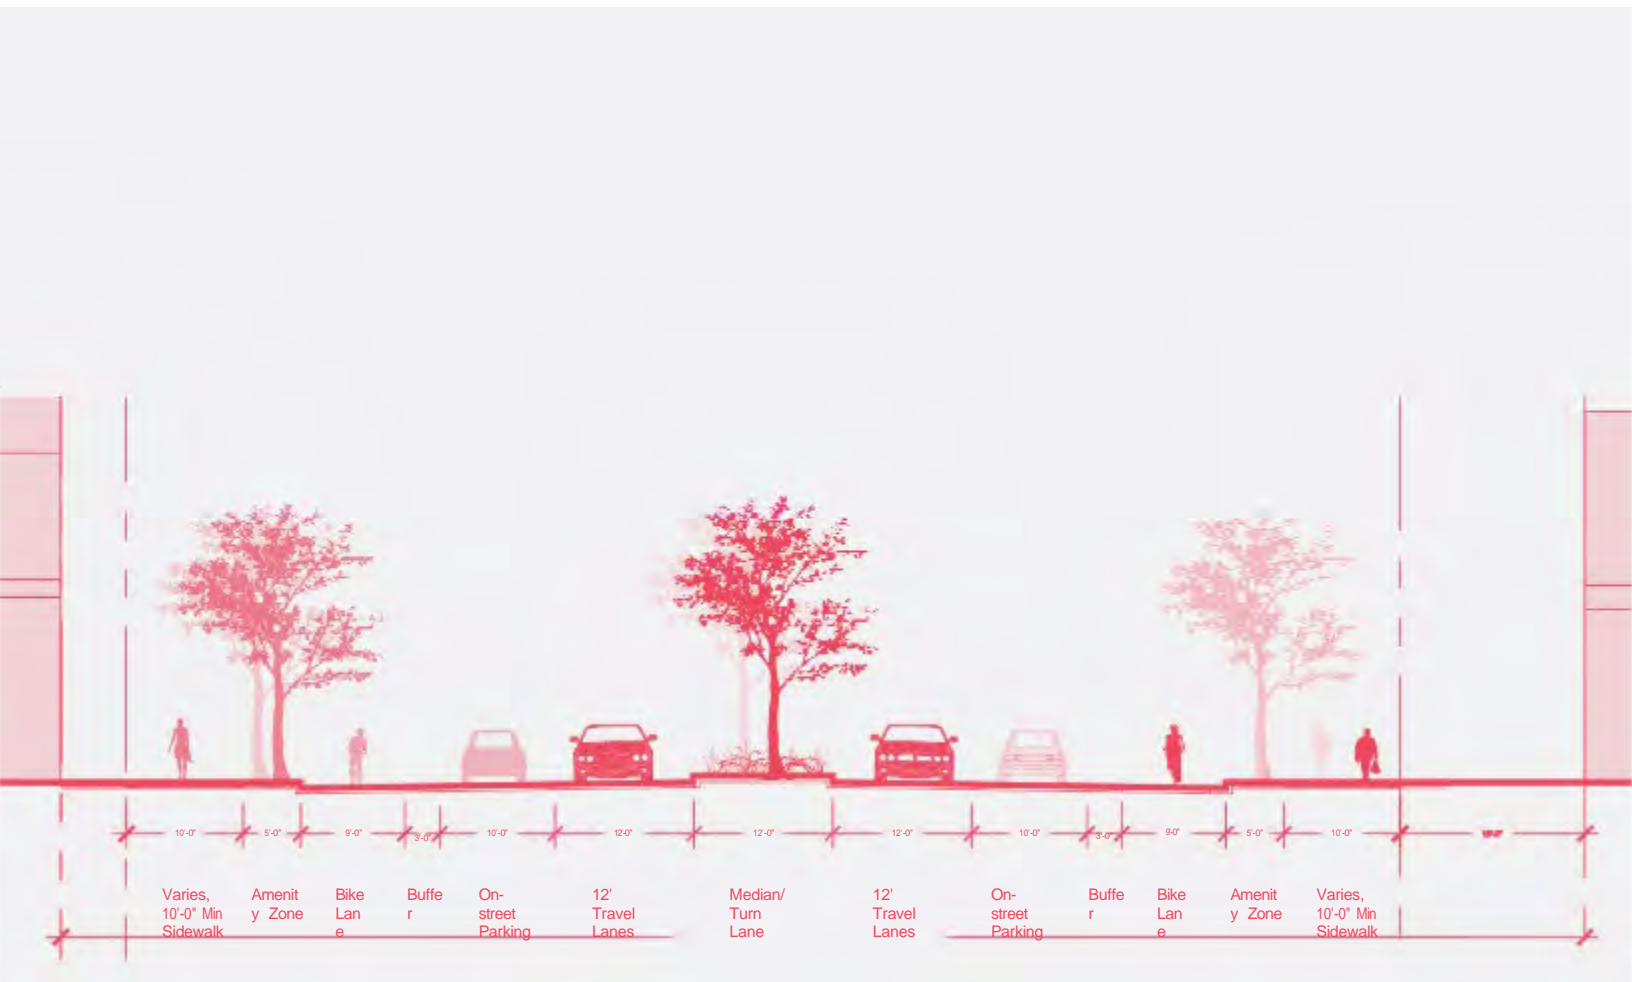 10'-0"
5'-0"
9'-0"
3'-0"
10'-0"
12'-0"
12'-0"
12'-0"
10'-0"
3'-0"
9'-0"
5'-0"
10'-0"
Varies,
10'-0" Min
Sidewalk
Amenit
y Zone
Bike
Lan
e
Buffe
r
On-
street
Parking
12'
Travel
Lanes
Median/
Turn
Lane
12'
Travel
Lanes
On-
street
Parking
Buffe
r
Bike
Lan
e
Amenit
y Zone
Varies,
10'-0" Min
Sidewalk